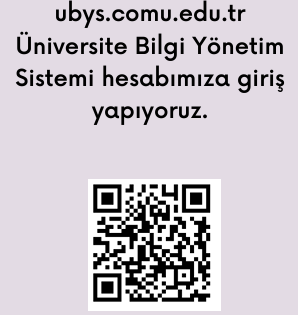 ubys.comu.edu.tr
Üniversite Bilgi Yönetim
Sistemi hesabımıza giriş
yapıyoruz.